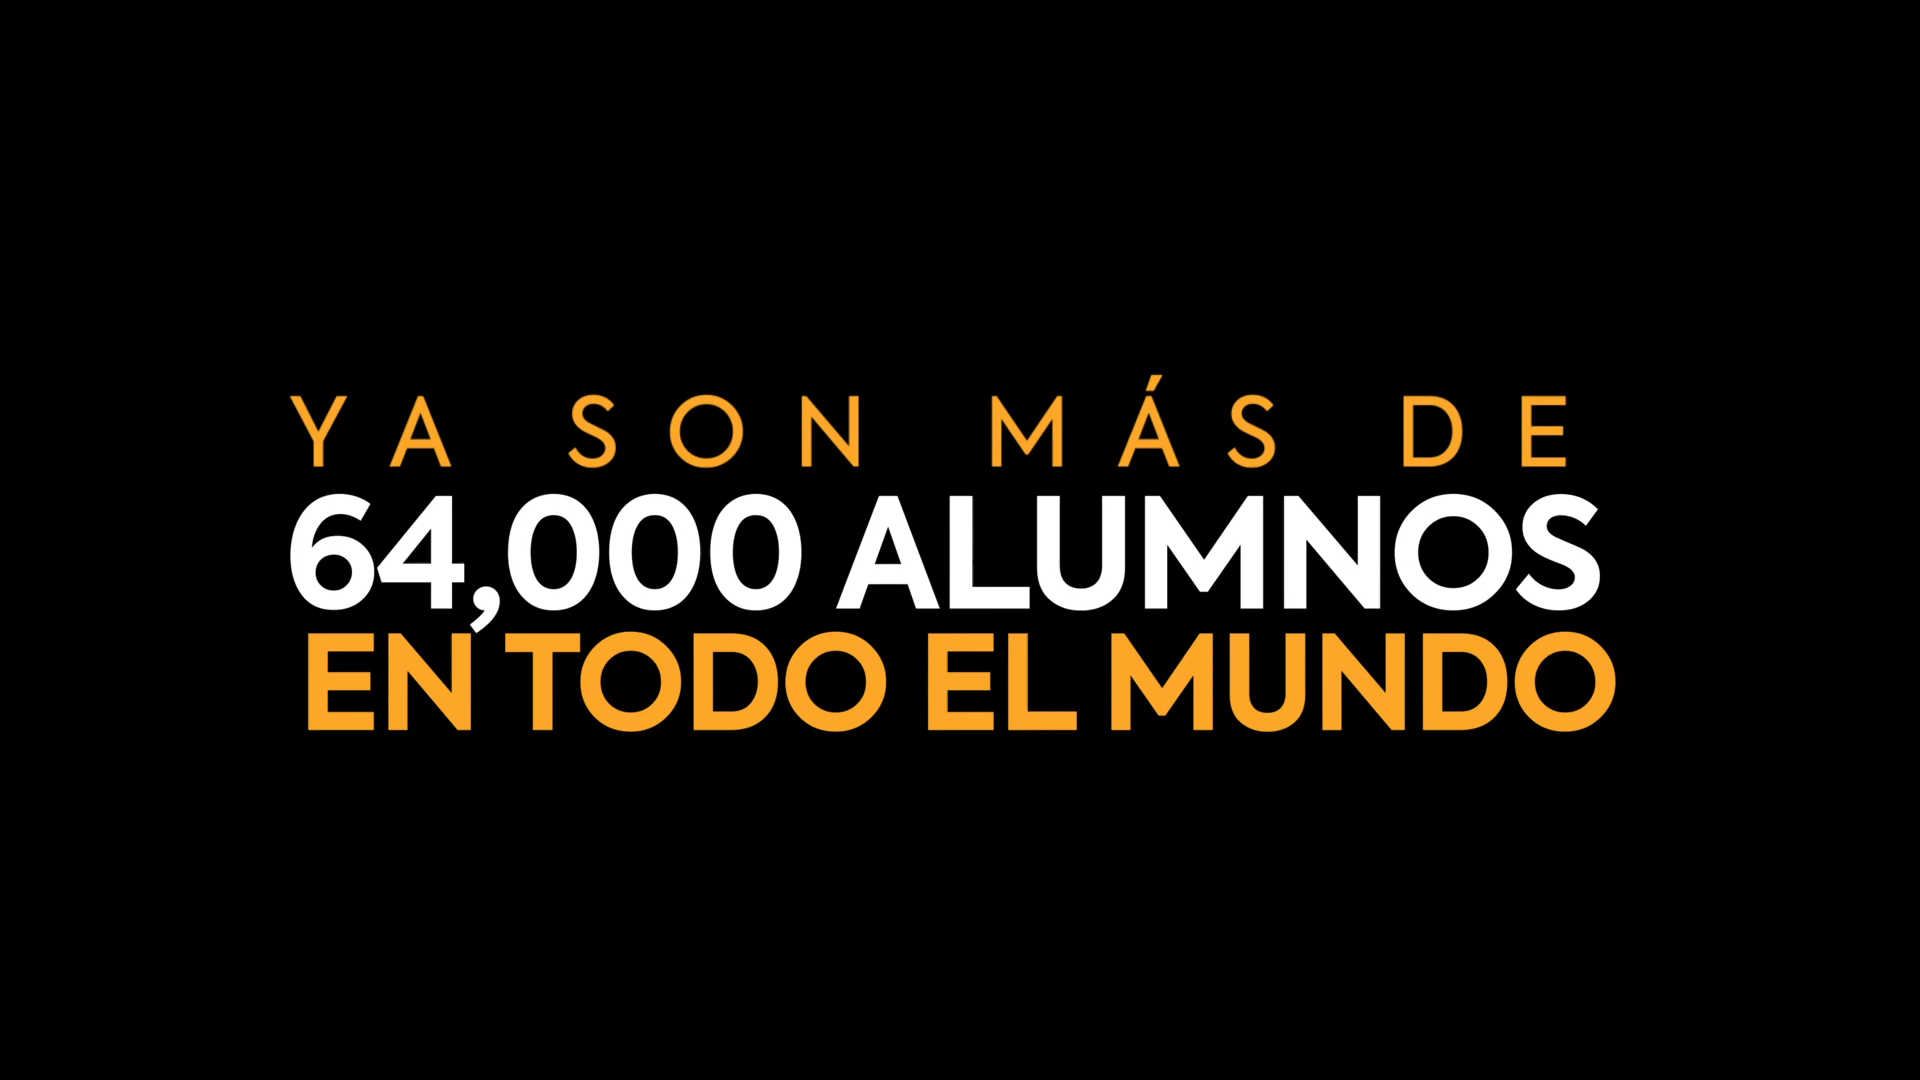 YA SON MÁS DE
64,000 ALUMNOS
EN TODO EL MUNDO